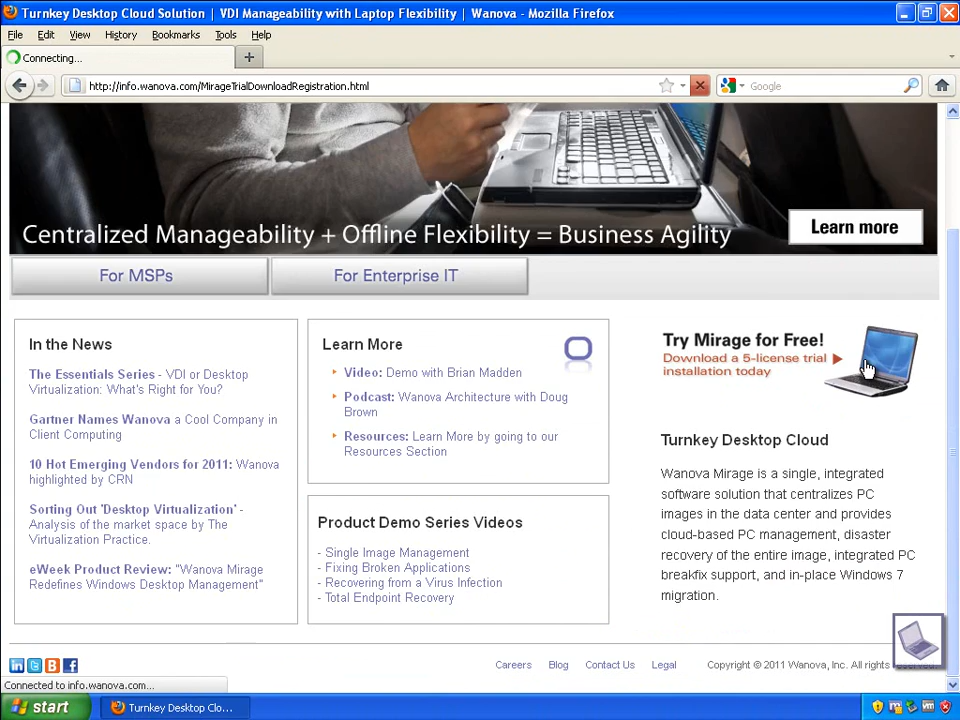 Turnkey Desktop Cloud Solution | VDI Manageability with Laptop Flexibility | Wanova - Mozilla Firefox
File Edit View History Bookmarks Tools Help
Connecting...
http://info.wanova.com/MirageTrialDownloadRegistration.html
Google
Centralized Manageability + Offline Flexibility = Business Agility
Learn more
For MSPs
For Enterprise IT
In the News
The Essentials Series - VDI or Desktop
Virtualization: What's Right for You?
Gartner Names Wanova a Cool Company in
Client Computing
10 Hot Emerging Vendors for 2011: Wanova
highlighted by CRN
Sorting Out 'Desktop Virtualization' -
Analysis of the market space by The
Virtualization Practice.
eWeek Product Review: "Wanova Mirage
Redefines Windows Desktop Management"
Learn More
Video: Demo with Brian Madden
Podcast: Wanova Architecture with Doug
Brown
Resources: Learn More by going to our
Resources Section
Product Demo Series Videos
- Single Image Management
- Fixing Broken Applications
- Recovering from a Virus Infection
- Total Endpoint Recovery
Try Mirage for Free!
Download a 5-license trial
installation today
Turnkey Desktop Cloud
Wanova Mirage is a single, integrated
software solution that centralizes PC
images in the data center and provides
cloud-based PC management, disaster
recovery of the entire image, integrated PC
breakfix support, and in-place Windows 7
migration.
Careers Blog Contact Us Legal Copyright © 2011 Wanova, Inc. All rights reserved.
Connected to info.wanova.com...
start
Turnkey Desktop Clo...